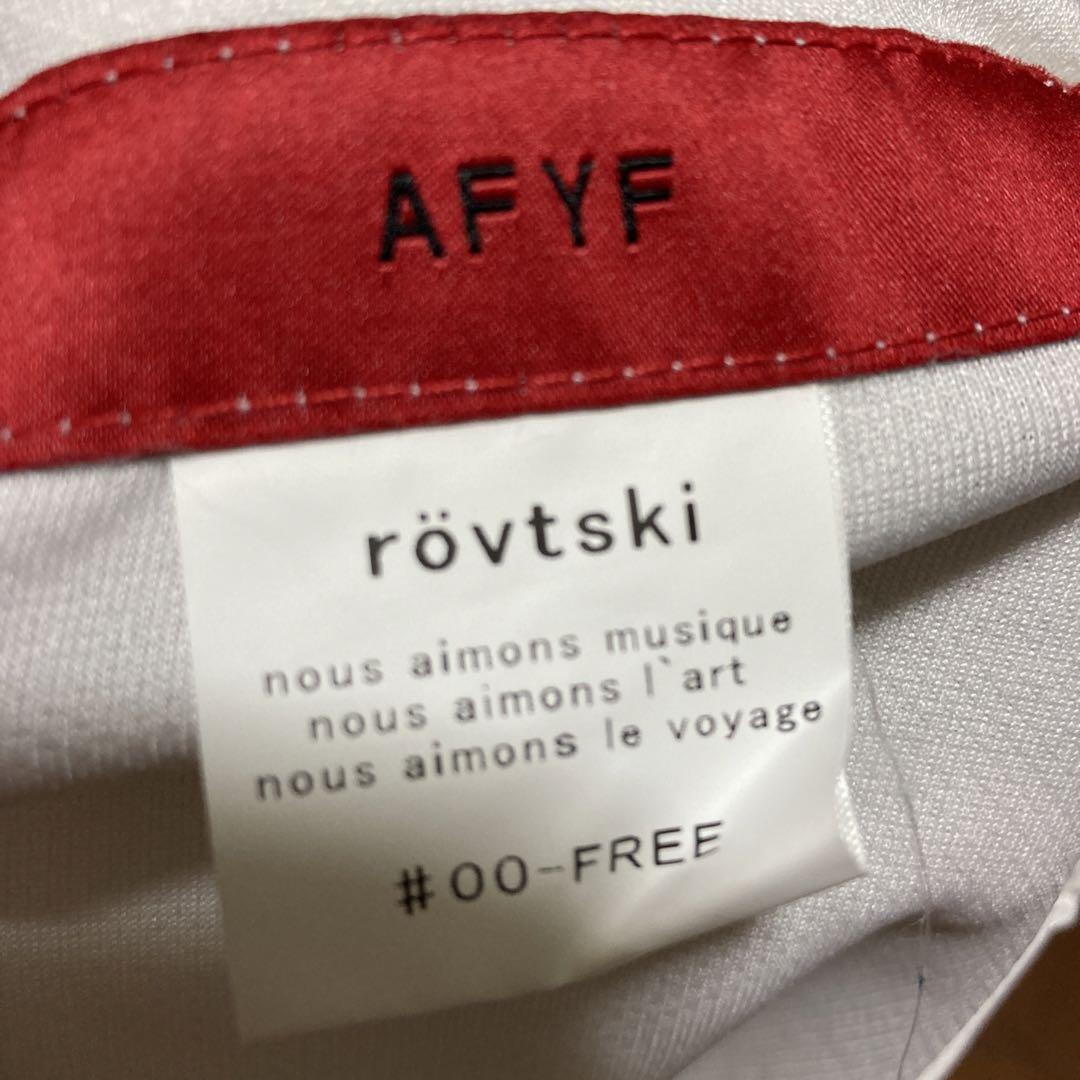 AFYF
rövtski
nous aimons musique
nous aimons l`art
nous aimons le voyage
#00-FREE